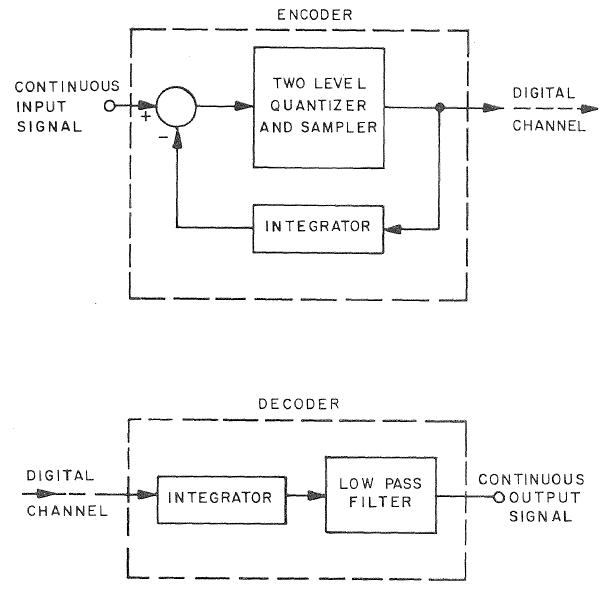 ENCODER
CONTINUOUS
INPUT
SIGNAL
+
−
TWO LEVEL
QUANTIZER
AND SAMPLER
DIGITAL
CHANNEL
INTEGRATOR
DECODER
DIGITAL
CHANNEL
INTEGRATOR
LOW PASS
FILTER
CONTINUOUS
OUTPUT
SIGNAL